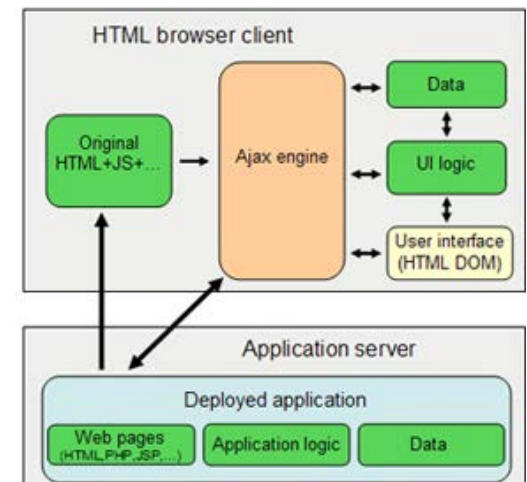 HTML browser client
Original
HTML+JS+...
Ajax engine
Data
UI logic
User interface
(HTML DOM)
Application server
Deployed application
Web pages
(HTML,PHP,JSP,...)
Application logic
Data